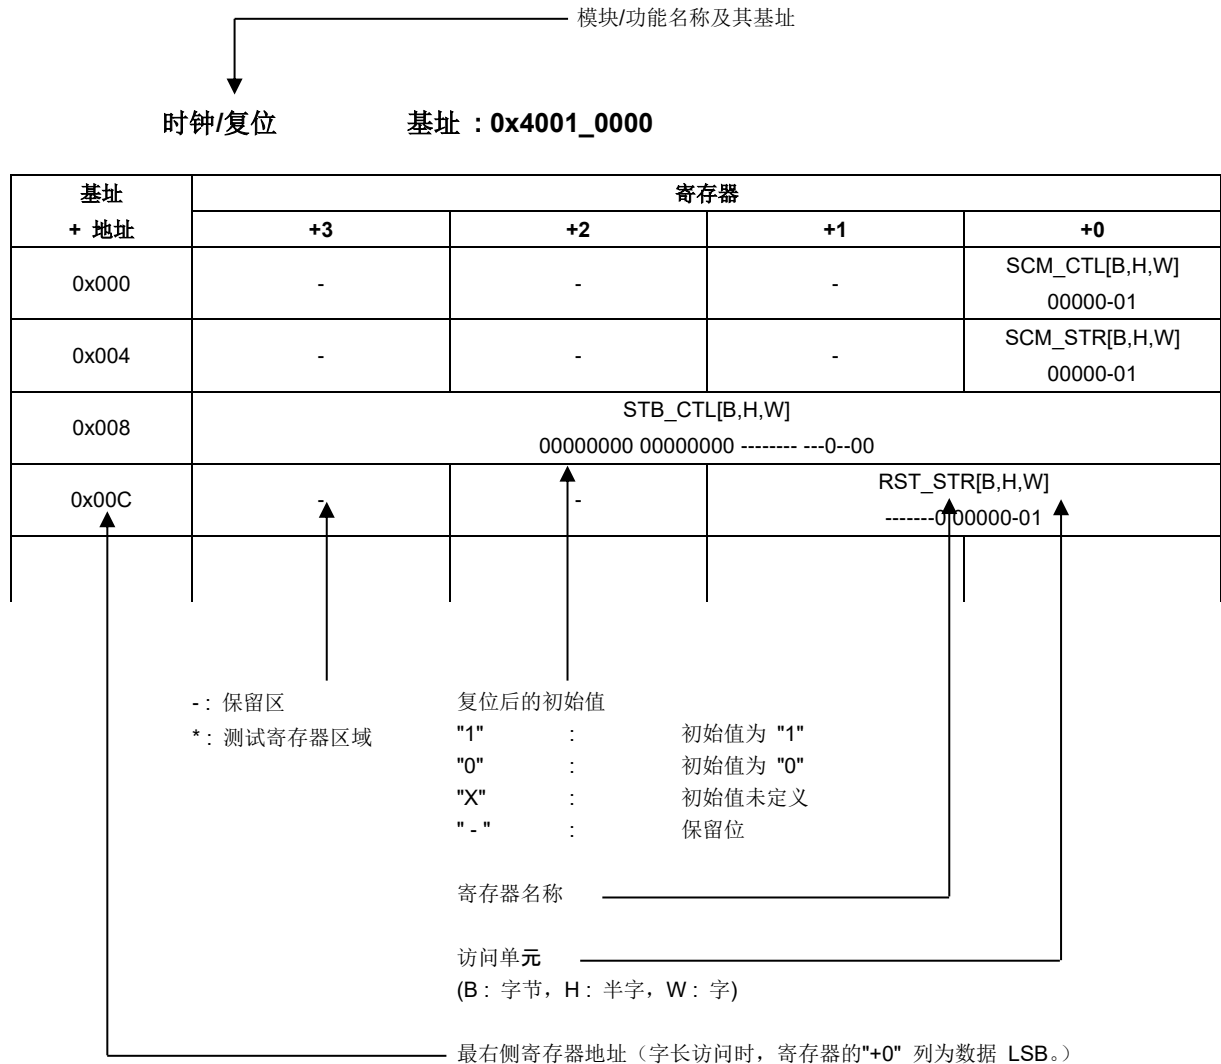 模块/功能名称及其基址
时钟/复位 基址 : 0x4001_0000
基址 寄存器
+ 地址 +3 +2 +1 +0
0x000 - - - SCM_CTL[B,H,W]
00000-01
0x004 - - - SCM_STR[B,H,W]
00000-01
0x008 STB_CTL[B,H,W]
00000000 00000000 -------- ---0--00
0x00C - - RST_STR[B,H,W]
-------0 00000-01
- : 保留区
* : 测试寄存器区域
复位后的初始值
"1" : 初始值为 "1"
"0" : 初始值为 "0"
"X" : 初始值未定义
" - " : 保留位
寄存器名称
访问单元
(B : 字节，H : 半字，W : 字)
最右侧寄存器地址（字长访问时，寄存器的"+0" 列为数据 LSB。）